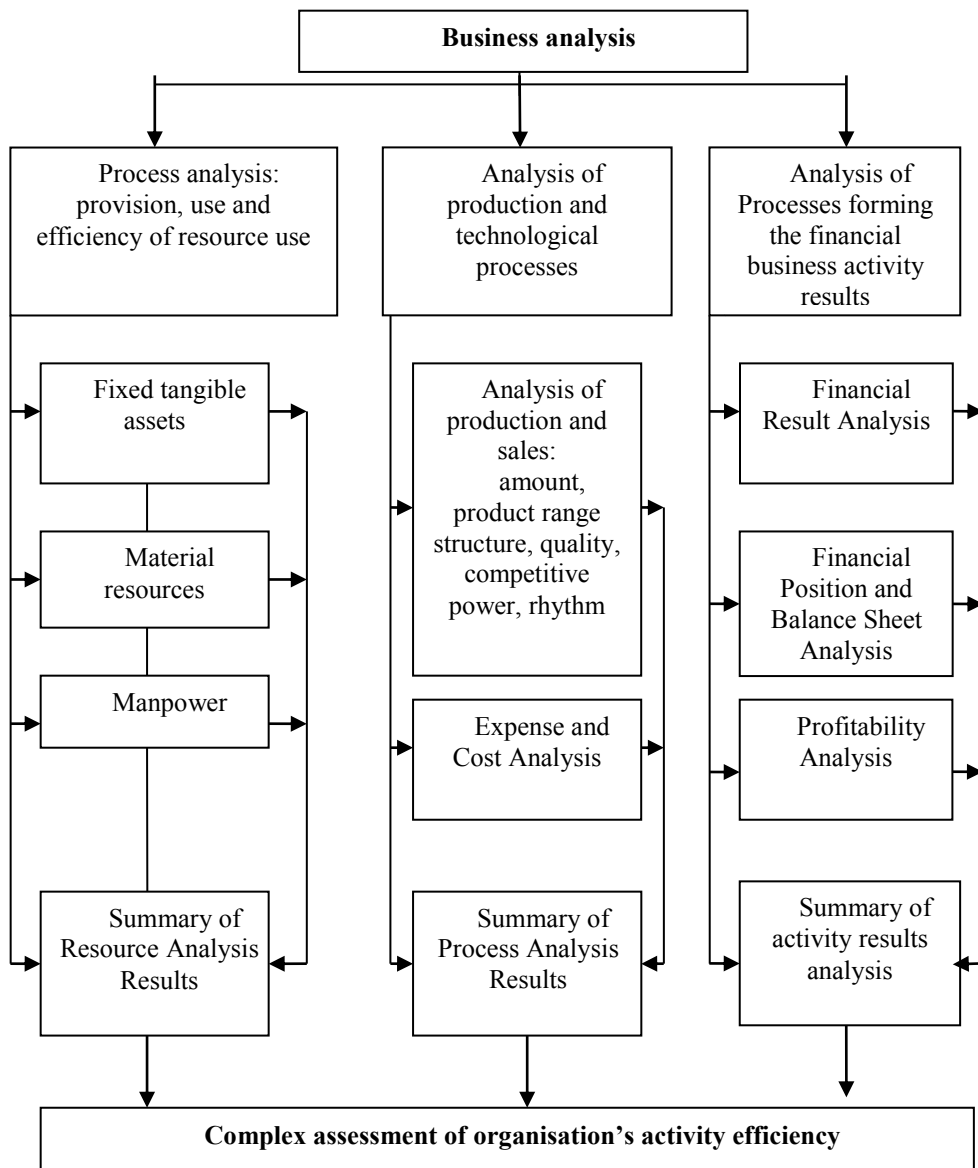 Business analysis
Process analysis:
provision, use and
efficiency of resource use
Analysis of
production and
technological
processes
Analysis of
Processes forming
the financial
business activity
results
Fixed tangible
assets
Material
resources
Manpower
Summary of
Resource Analysis
Results
Analysis of
production and
sales:
amount,
product range
structure, quality,
competitive
power, rhythm
Expense and
Cost Analysis
Summary of
Process Analysis
Results
Financial
Result Analysis
Financial
Position and
Balance Sheet
Analysis
Profitability
Analysis
Summary of
activity results
analysis
Complex assessment of organisation’s activity efficiency